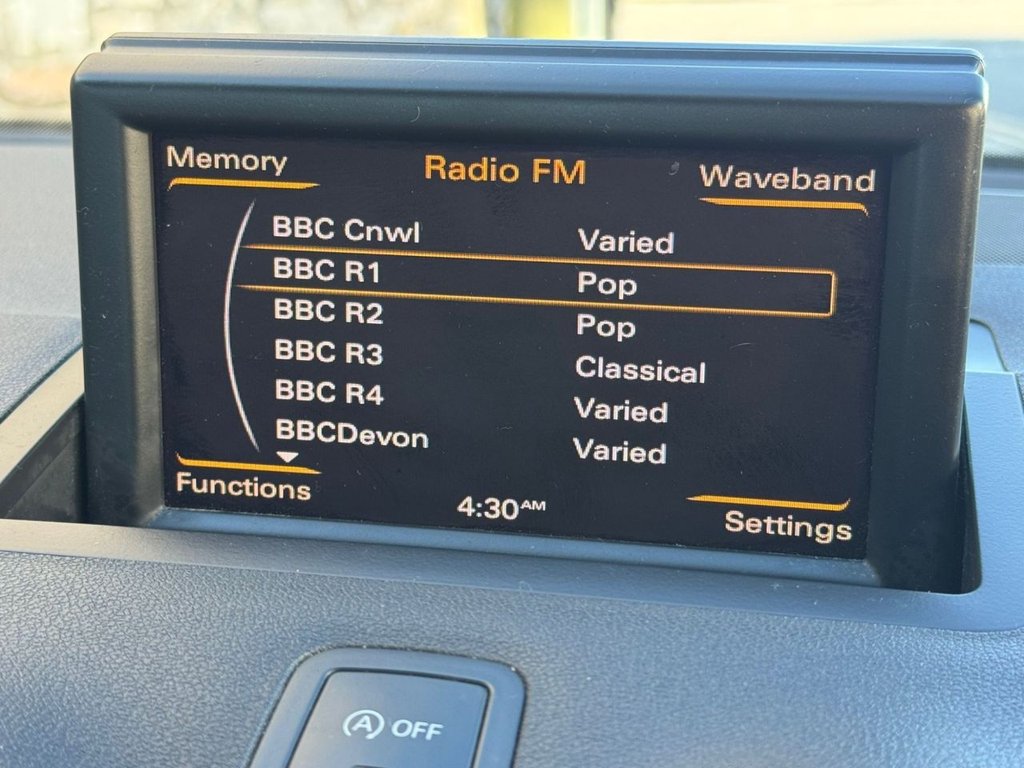 Memory Radio FM Waveband
BBC Cnwl Varied
BBC R1 Pop
BBC R2 Pop
BBC R3 Classical
BBC R4 Varied
BBCDevon Varied
Functions 4:30AM Settings
A OFF